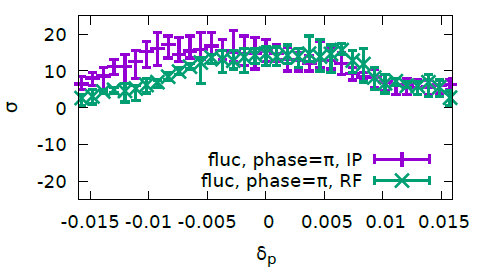 20
10
0
-10
-20
σ
fluc, phase=π, IP
fluc, phase=π, RF
-0.015 -0.01 -0.005 0 0.005 0.01 0.015
δp